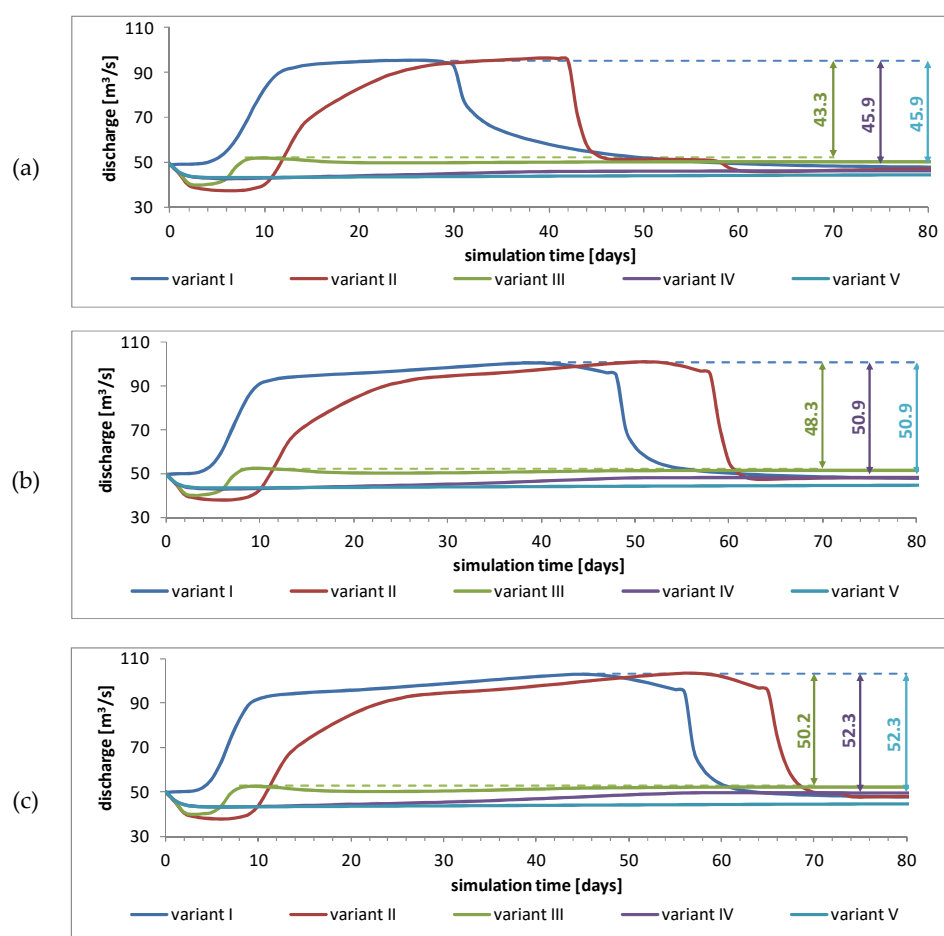 (a)
discharge [m³/s]
110
90
70
50
30
43.3
45.9
45.9
0 10 20 30 40 50 60 70 80
simulation time [days]
variant I variant II variant III variant IV variant V
(b)
discharge [m³/s]
110
90
70
50
30
48.3
50.9
50.9
0 10 20 30 40 50 60 70 80
simulation time [days]
variant I variant II variant III variant IV variant V
(c)
discharge [m³/s]
110
90
70
50
30
50.2
52.3
52.3
0 10 20 30 40 50 60 70 80
simulation time [days]
variant I variant II variant III variant IV variant V